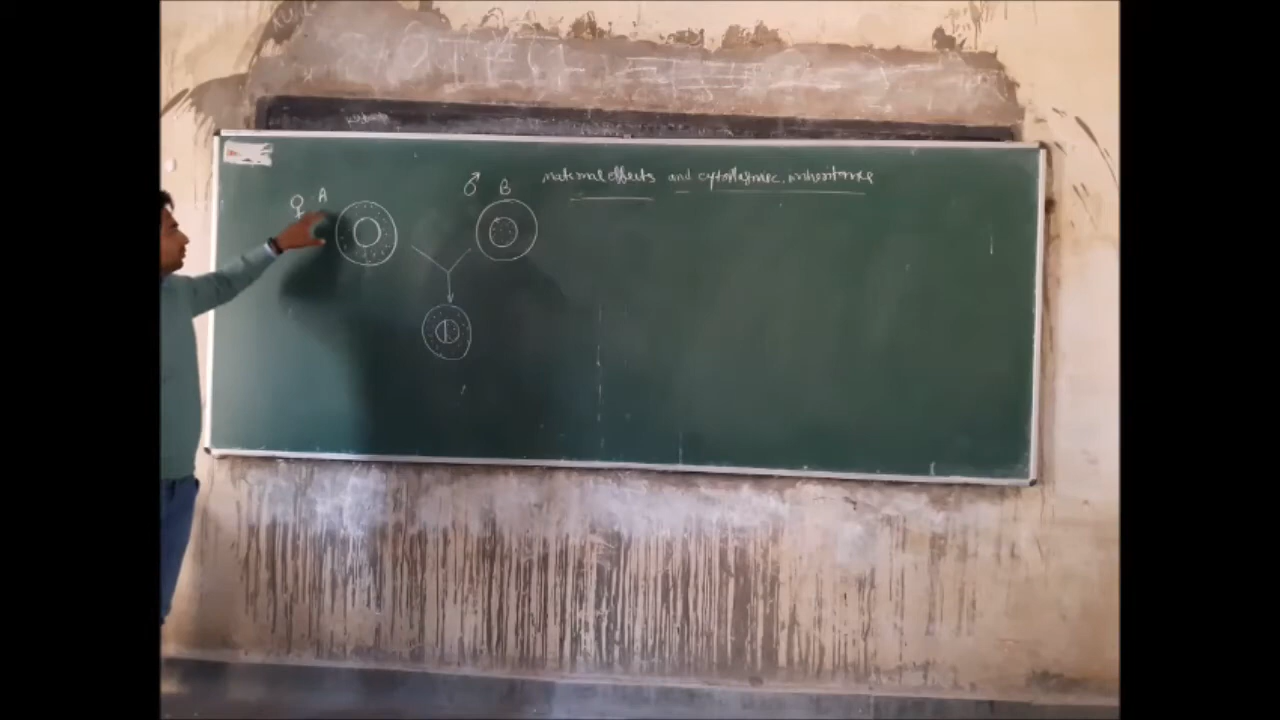 maternal effects and cytoplasmic inheritance
♀ A
♂ B